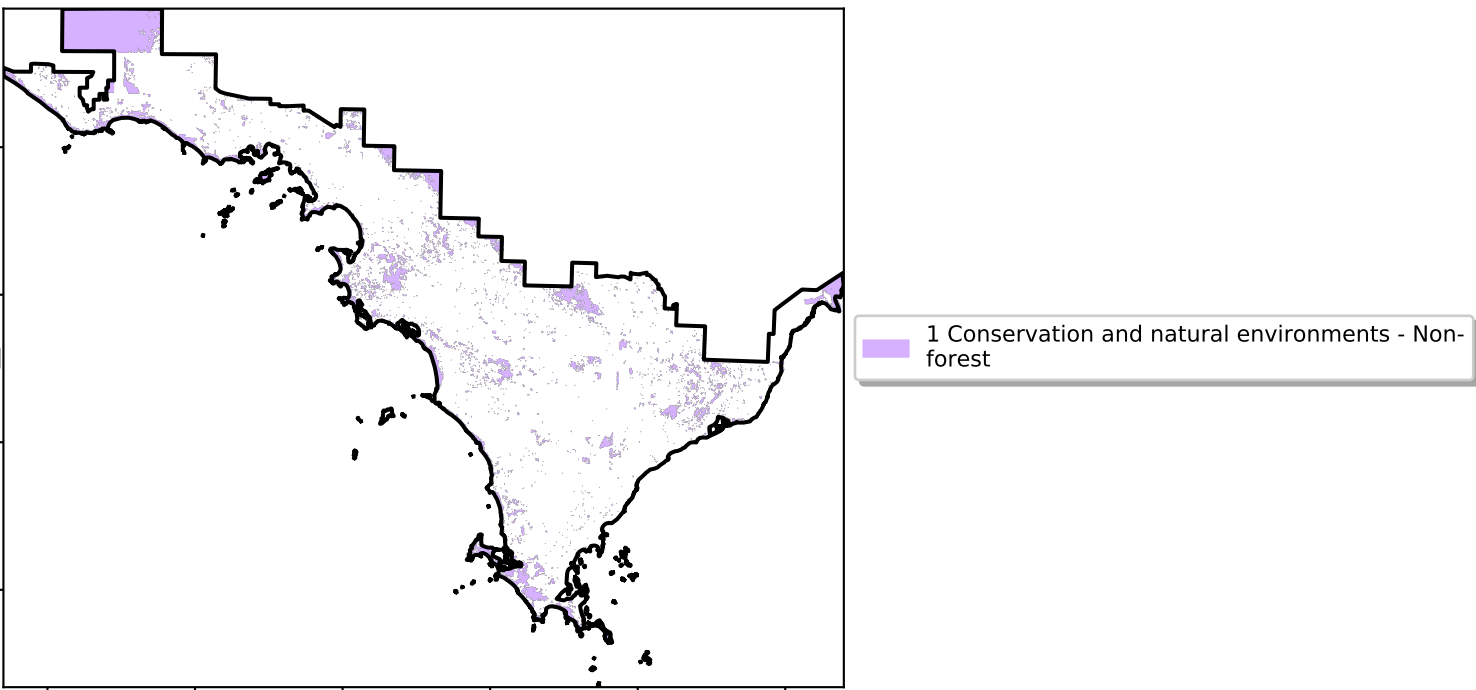 1 Conservation and natural environments - Non-
forest